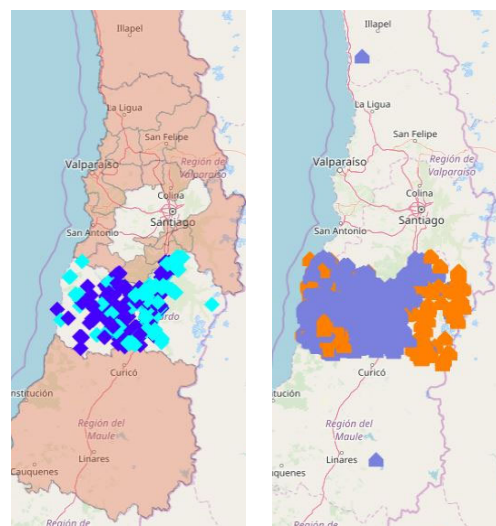 Illapel
La Ligua
San Felipe
Valparaíso
Región de
Valparaíso
Colina
Santiago
San Antonio
Curicó
onstitución
Región del
Maule
Linares
Cauquenes
Illapel
La Ligua
San Felipe
Región de
Valparaíso
Valparaíso
Colina
Santiago
San Antonio
Curicó
titución
Región del
Maule
Linares
uquenes